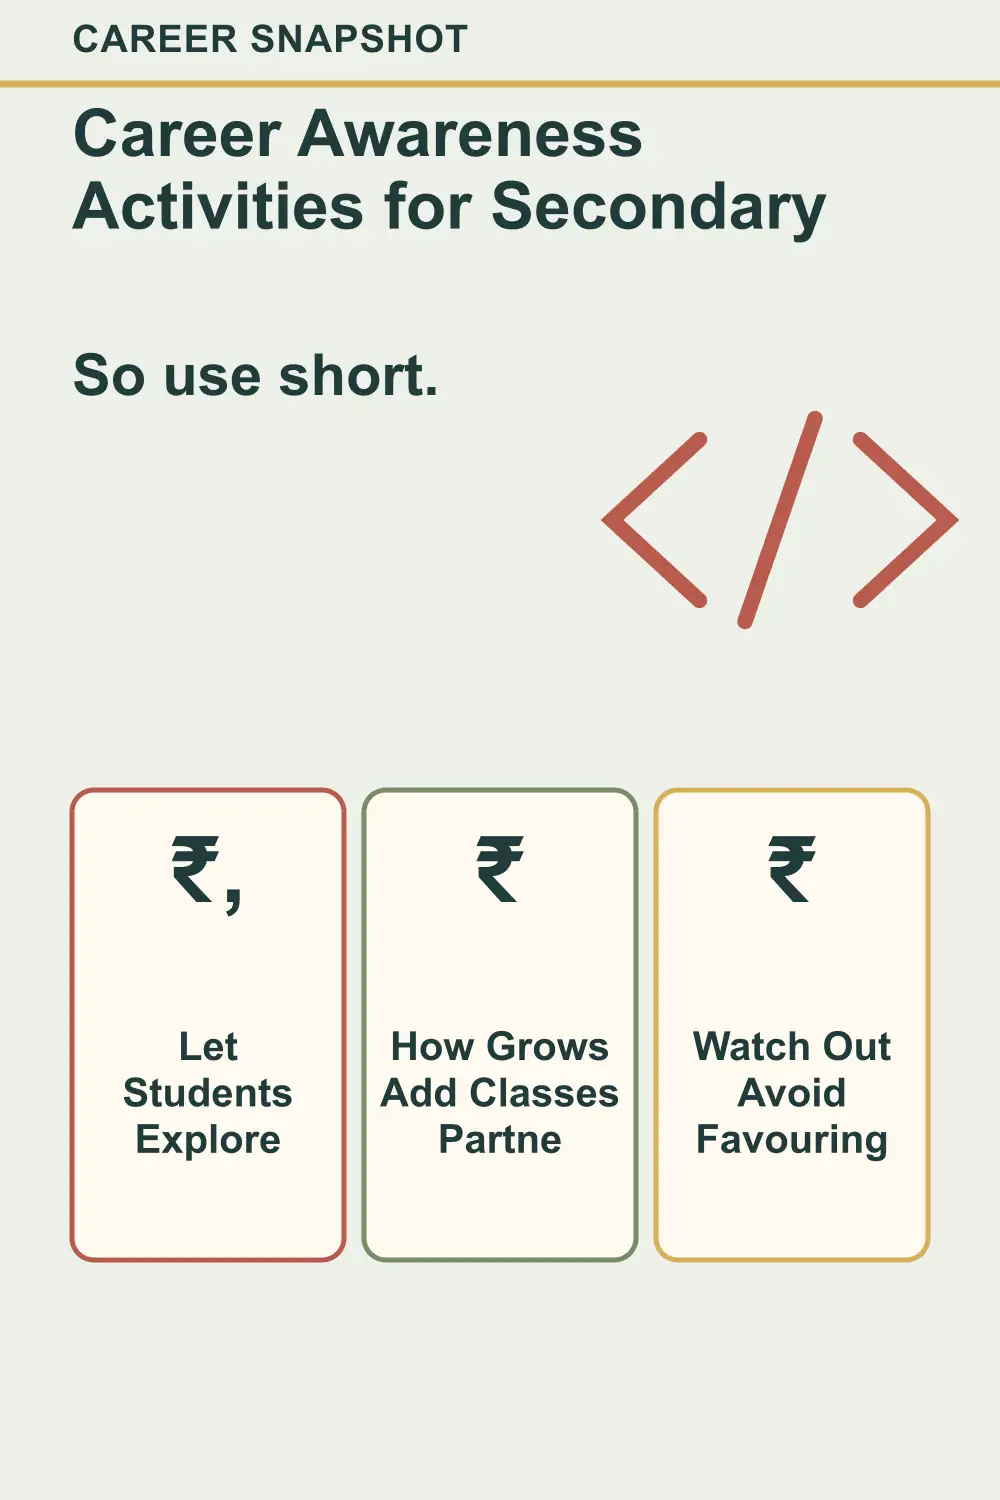 CAREER SNAPSHOT
Career Awareness
Activities for Secondary
So use short.
</>
₹,
Let
Students
Explore
₹
How Grows
Add Classes
Partne
₹
Watch Out
Avoid
Favouring